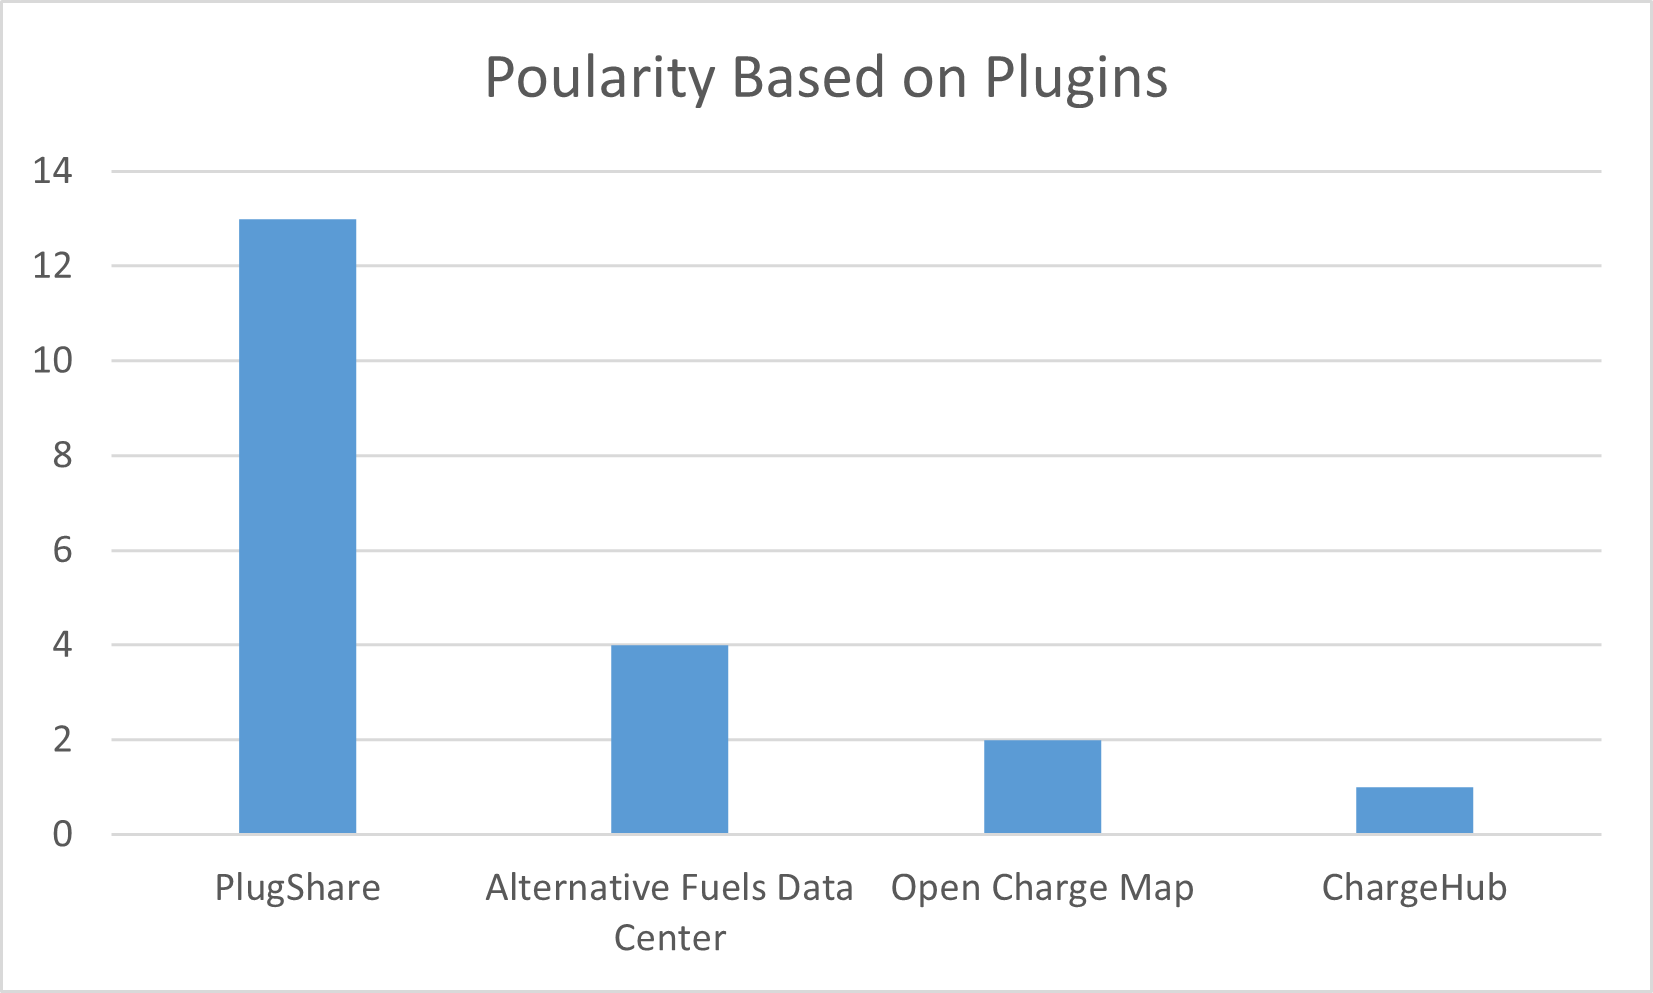 Poularity Based on Plugins
14
12
10
8
6
4
2
0
PlugShare
Alternative Fuels Data
Center
Open Charge Map
ChargeHub